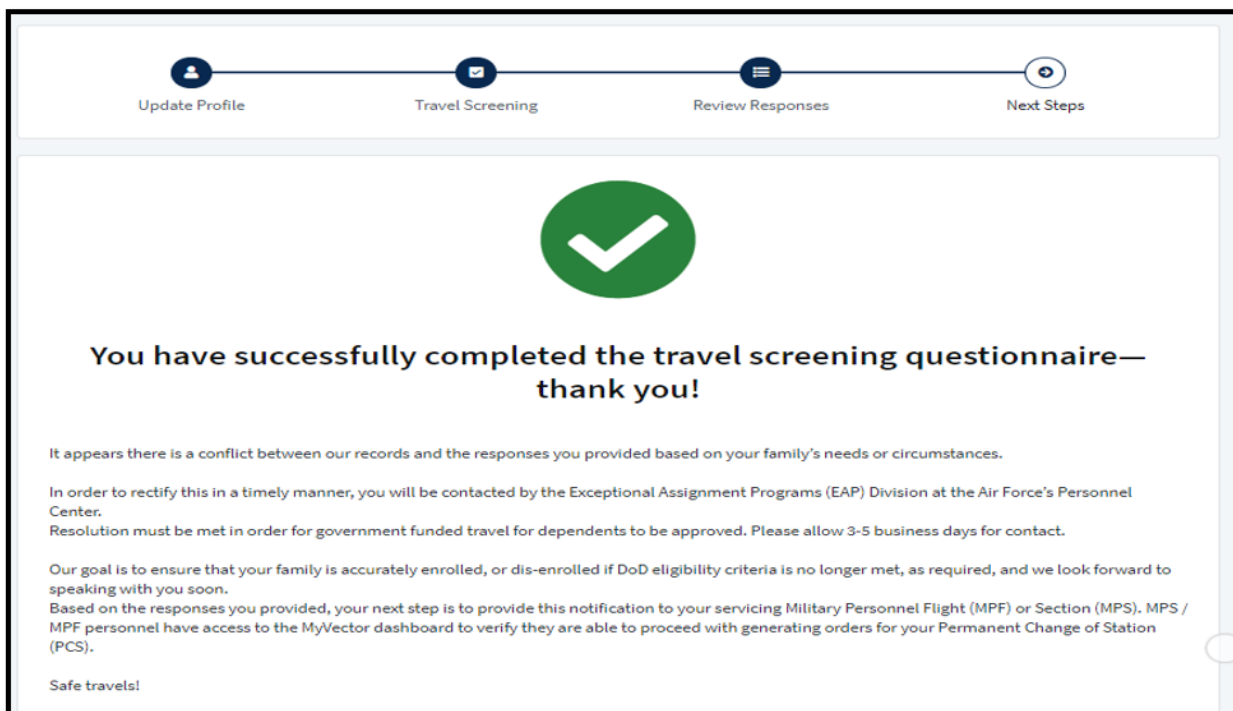 Update Profile
Travel Screening
Review Responses
Next Steps
You have successfully completed the travel screening questionnaire—
thank you!
It appears there is a conflict between our records and the responses you provided based on your family's needs or circumstances.
In order to rectify this in a timely manner, you will be contacted by the Exceptional Assignment Programs (EAP) Division at the Air Force's Personnel
Center.
Resolution must be met in order for government funded travel for dependents to be approved. Please allow 3-5 business days for contact.
Our goal is to ensure that your family is accurately enrolled, or dis-enrolled if DoD eligibility criteria is no longer met, as required, and we look forward to
speaking with you soon.
Based on the responses you provided, your next step is to provide this notification to your servicing Military Personnel Flight (MPF) or Section (MPS). MPS /
MPF personnel have access to the MyVector dashboard to verify they are able to proceed with generating orders for your Permanent Change of Station
(PCS).
Safe travels!